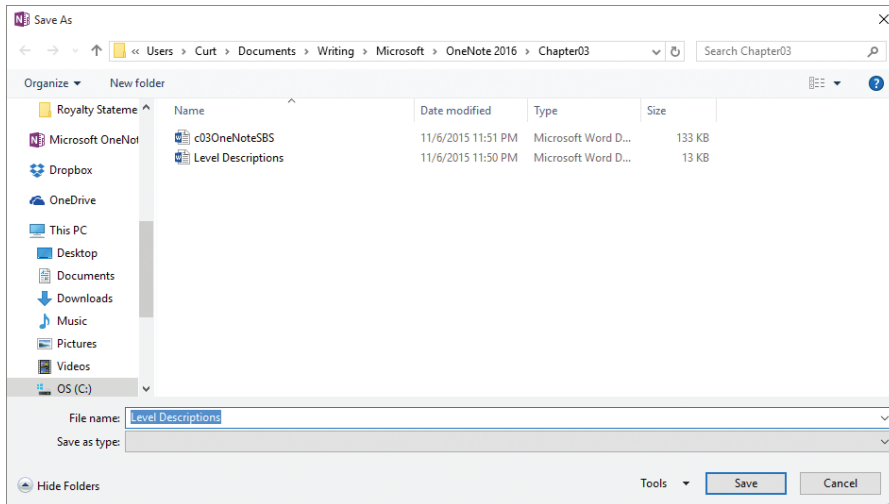 Save As
« Users > Curt > Documents > Writing > Microsoft > OneNote 2016 > Chapter03
Search Chapter03
Organize
New folder
Name Date modified Type Size
c03OneNoteSBS 11/6/2015 11:51 PM Microsoft Word D... 133 KB
Level Descriptions 11/6/2015 11:50 PM Microsoft Word D... 13 KB
Royalty Stateme
Microsoft OneNot
Dropbox
OneDrive
This PC
Desktop
Documents
Downloads
Music
Pictures
Videos
OS (C:)
File name: Level Descriptions
Save as type:
Hide Folders
Tools
Save
Cancel